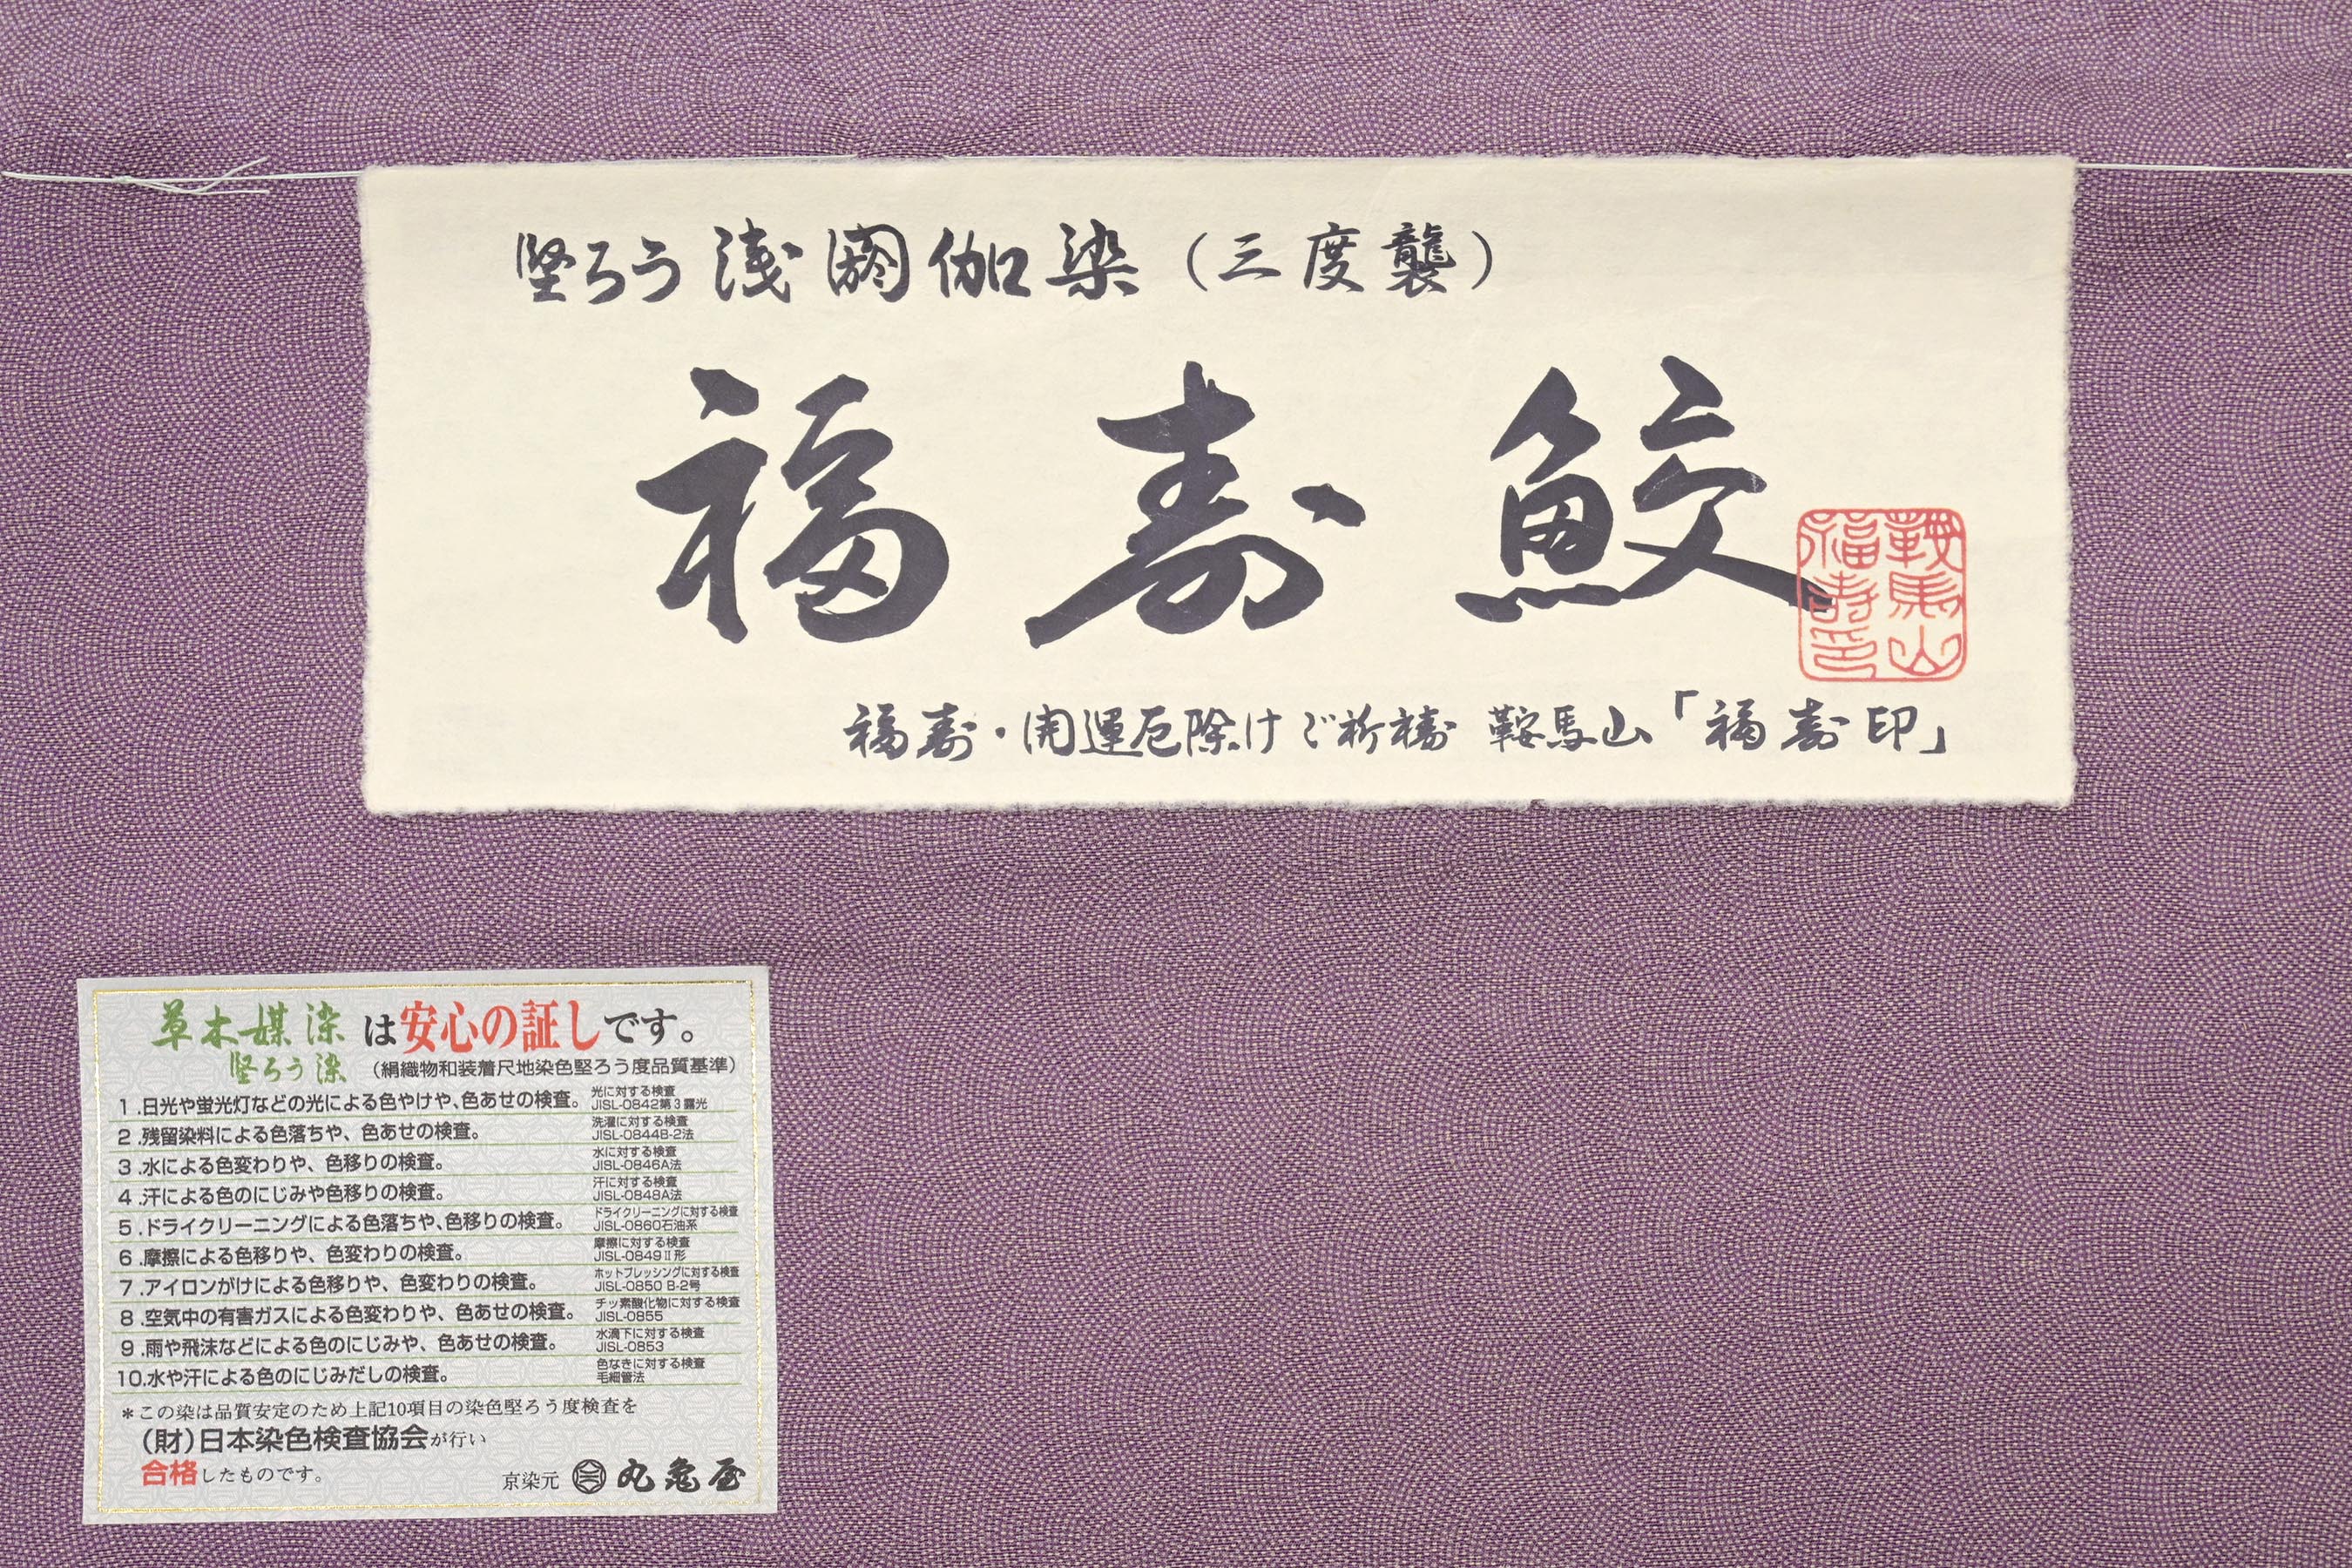 堅ろう 浅閼伽染（三度襲）
福寿鮫
鞍馬山
福壽印
福寿・開運厄除けご祈祷 鞍馬山「福寿印」
草木媒染は安心の証しです。
堅ろう染（絹織物和装着尺地染色堅ろう度品質基準）
1.日光や蛍光灯などの光による色やけや、色あせの検査。 光に対する検査 JISL-0842第3露光
2.残留染料による色落ちや、色あせの検査。 洗濯に対する検査 JISL-0844B-2法
3.水による色変わりや、色移りの検査。 水に対する検査 JISL-0846A法
4.汗による色のにじみや色移りの検査。 汗に対する検査 JISL-0848A法
5.ドライクリーニングによる色落ちや、色移りの検査。 ドライクリーニングに対する検査 JISL-0860石油系
6.摩擦による色移りや、色変わりの検査。 摩擦に対する検査 JISL-0849Ⅱ形
7.アイロンがけによる色移りや、色変わりの検査。 ホットプレッシングに対する検査 JISL-0850 B-2号
8.空気中の有害ガスによる色変わりや、色あせの検査。 チッ素酸化物に対する検査 JISL-0855
9.雨や飛沫などによる色のにじみや、色あせの検査。 水滴下に対する検査 JISL-0853
10.水や汗による色のにじみだしの検査。 色なきに対する検査 毛細管法
＊この染は品質安定のため上記10項目の染色堅ろう度検査を
(財)日本染色検査協会が行い
合格したものです。 京染元 丸亀屋